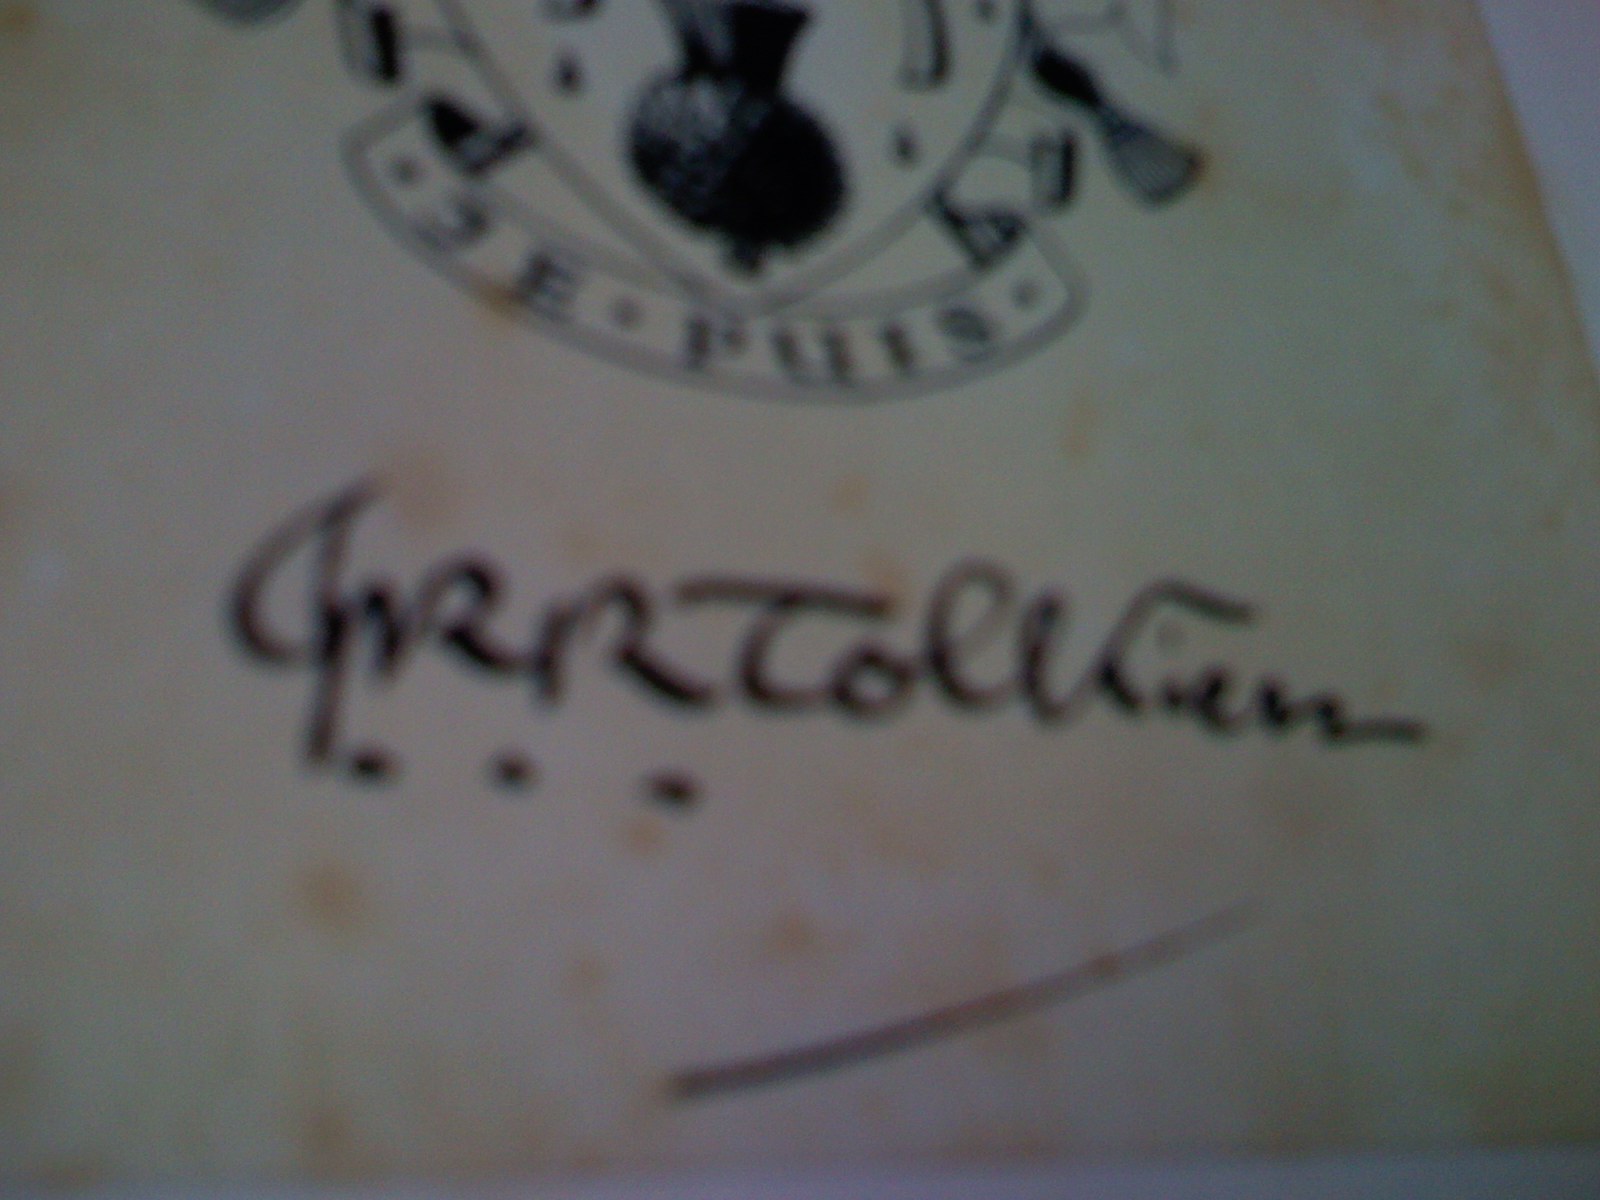 JE · PUIS
JRRTolkien